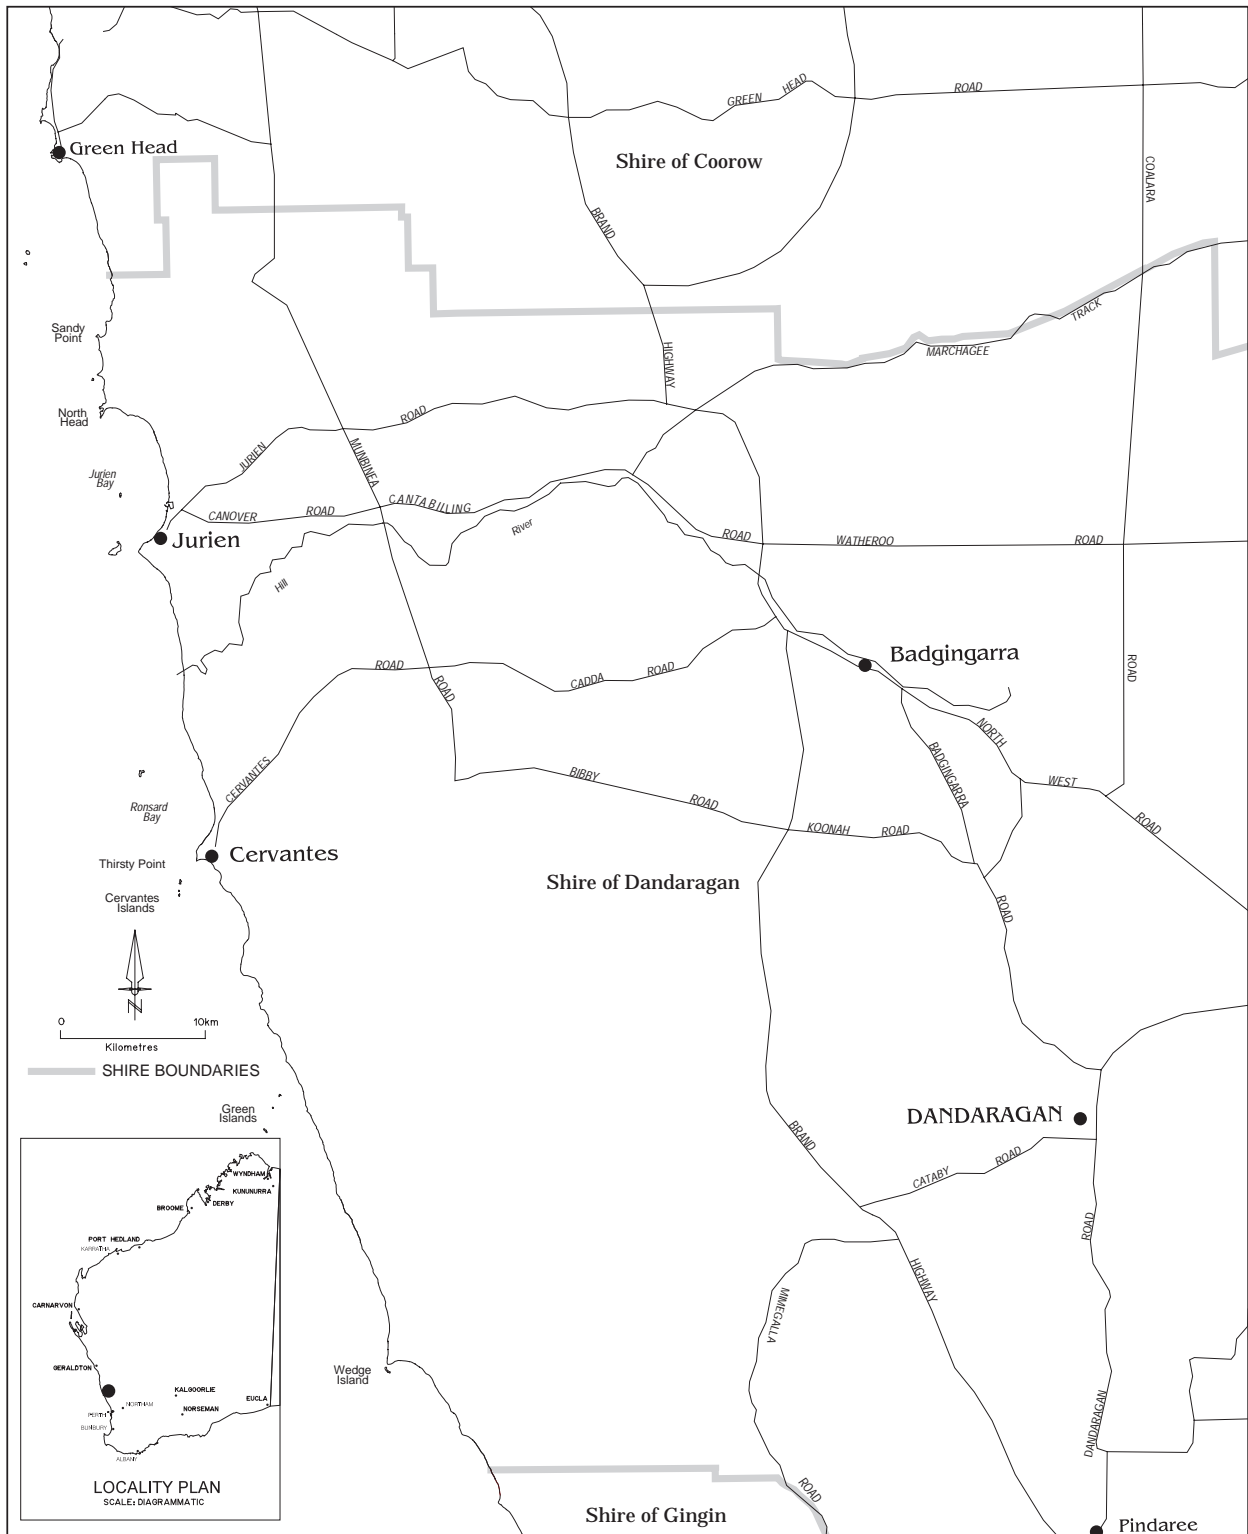 GREEN
HEAD
ROAD
Green Head
Shire of Coorow
COALARA
BRAND
Sandy
Point
TRACK
MARCHAGEE
HIGHWAY
North
Head
ROAD
JURIEN
MUNBINEA
Jurien
Bay
CANOVER
ROAD
CANTABILLING
River
ROAD
WATHEROO
ROAD
Jurien
Hill
Badgingarra
ROAD
ROAD
CADDA
ROAD
ROAD
NORTH
BADGINGARRA
WEST
ROAD
CERVANTES
BIBBY
ROAD
KOONAH
ROAD
Ronsard
Bay
Cervantes
Thirsty Point
Shire of Dandaragan
Cervantes
Islands
ROAD
N
0
10km
Kilometres
SHIRE BOUNDARIES
Green
Islands
DANDARAGAN
BRAND
CATABY
ROAD
ROAD
HIGHWAY
MIMEGALLA
Wedge
Island
DANDARAGAN
ROAD
Shire of Gingin
Pindaree
WYNDHAM
KUNUNURRA
DERBY
BROOME
PORT HEDLAND
KARRATHA
CARNARVON
GERALDTON
KALGOORLIE
EUCLA
NORTHAM
PERTH
NORSEMAN
BUNBURY
ALBANY
LOCALITY PLAN
SCALE: DIAGRAMMATIC